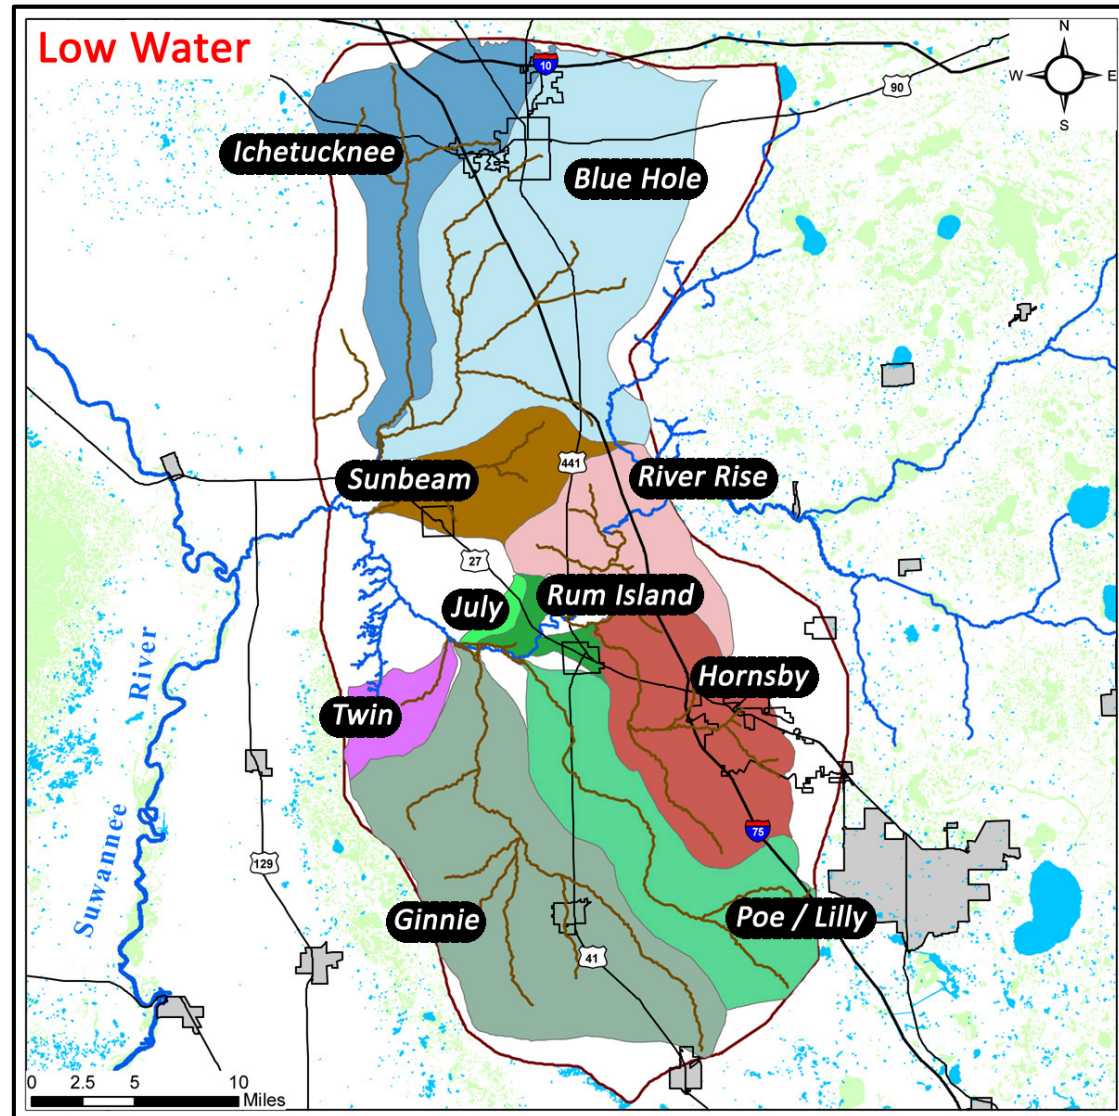 Low Water
N
W E
S
10
90
Ichetucknee
Blue Hole
441
Sunbeam
River Rise
27
July
Rum Island
Hornsby
Twin
Suwannee River
129
75
Ginnie
Poe / Lilly
41
0 2.5 5 10
Miles